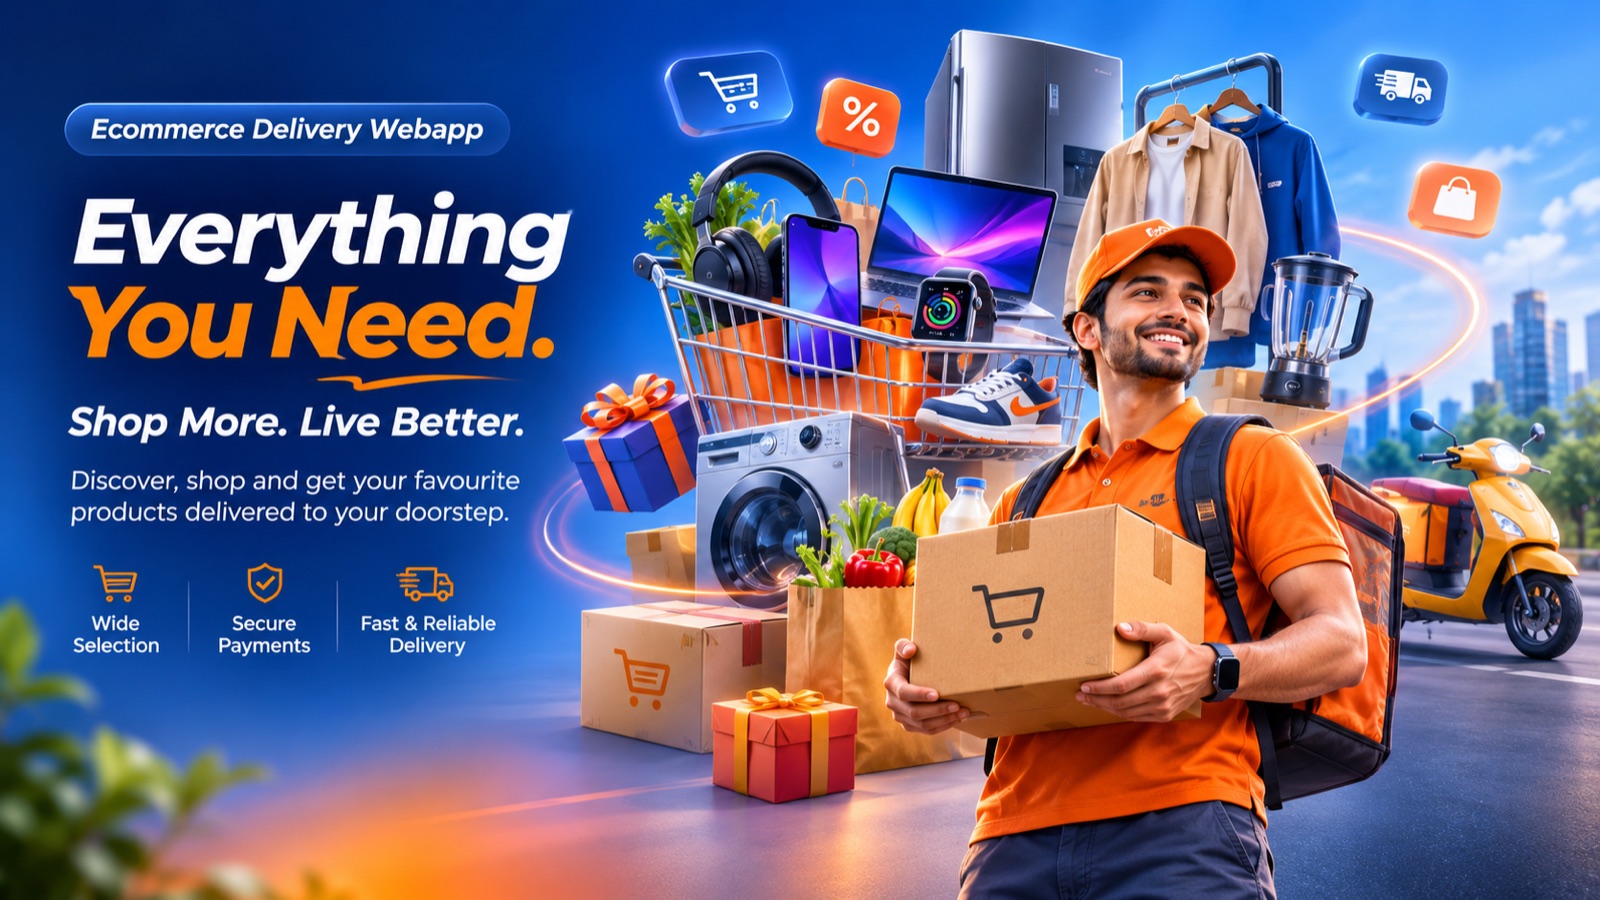 Ecommerce Delivery Webapp
Everything
You Need.
Shop More. Live Better.
Discover, shop and get your favourite
products delivered to your doorstep.
Wide
Selection
Secure
Payments
Fast & Reliable
Delivery
%